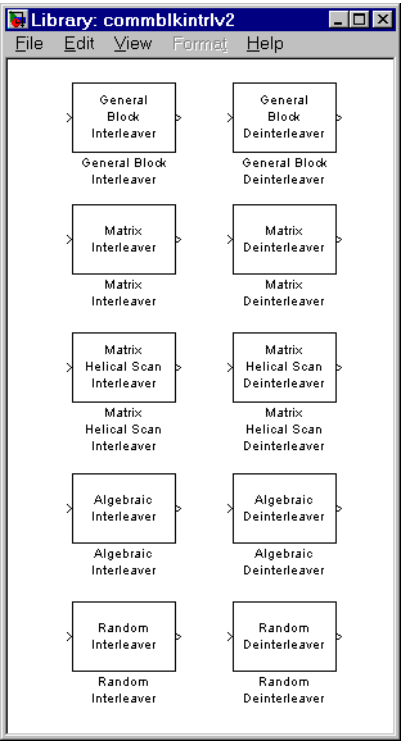 Library: commblkintrlv2
File Edit View Format Help
General
Block
Interleaver
General Block
Interleaver
General
Block
Deinterleaver
General Block
Deinterleaver
Matrix
Interleaver
Matrix
Interleaver
Matrix
Deinterleaver
Matrix
Deinterleaver
Matrix
Helical Scan
Interleaver
Matrix
Helical Scan
Interleaver
Matrix
Helical Scan
Deinterleaver
Matrix
Helical Scan
Deinterleaver
Algebraic
Interleaver
Algebraic
Interleaver
Algebraic
Deinterleaver
Algebraic
Deinterleaver
Random
Interleaver
Random
Interleaver
Random
Deinterleaver
Random
Deinterleaver